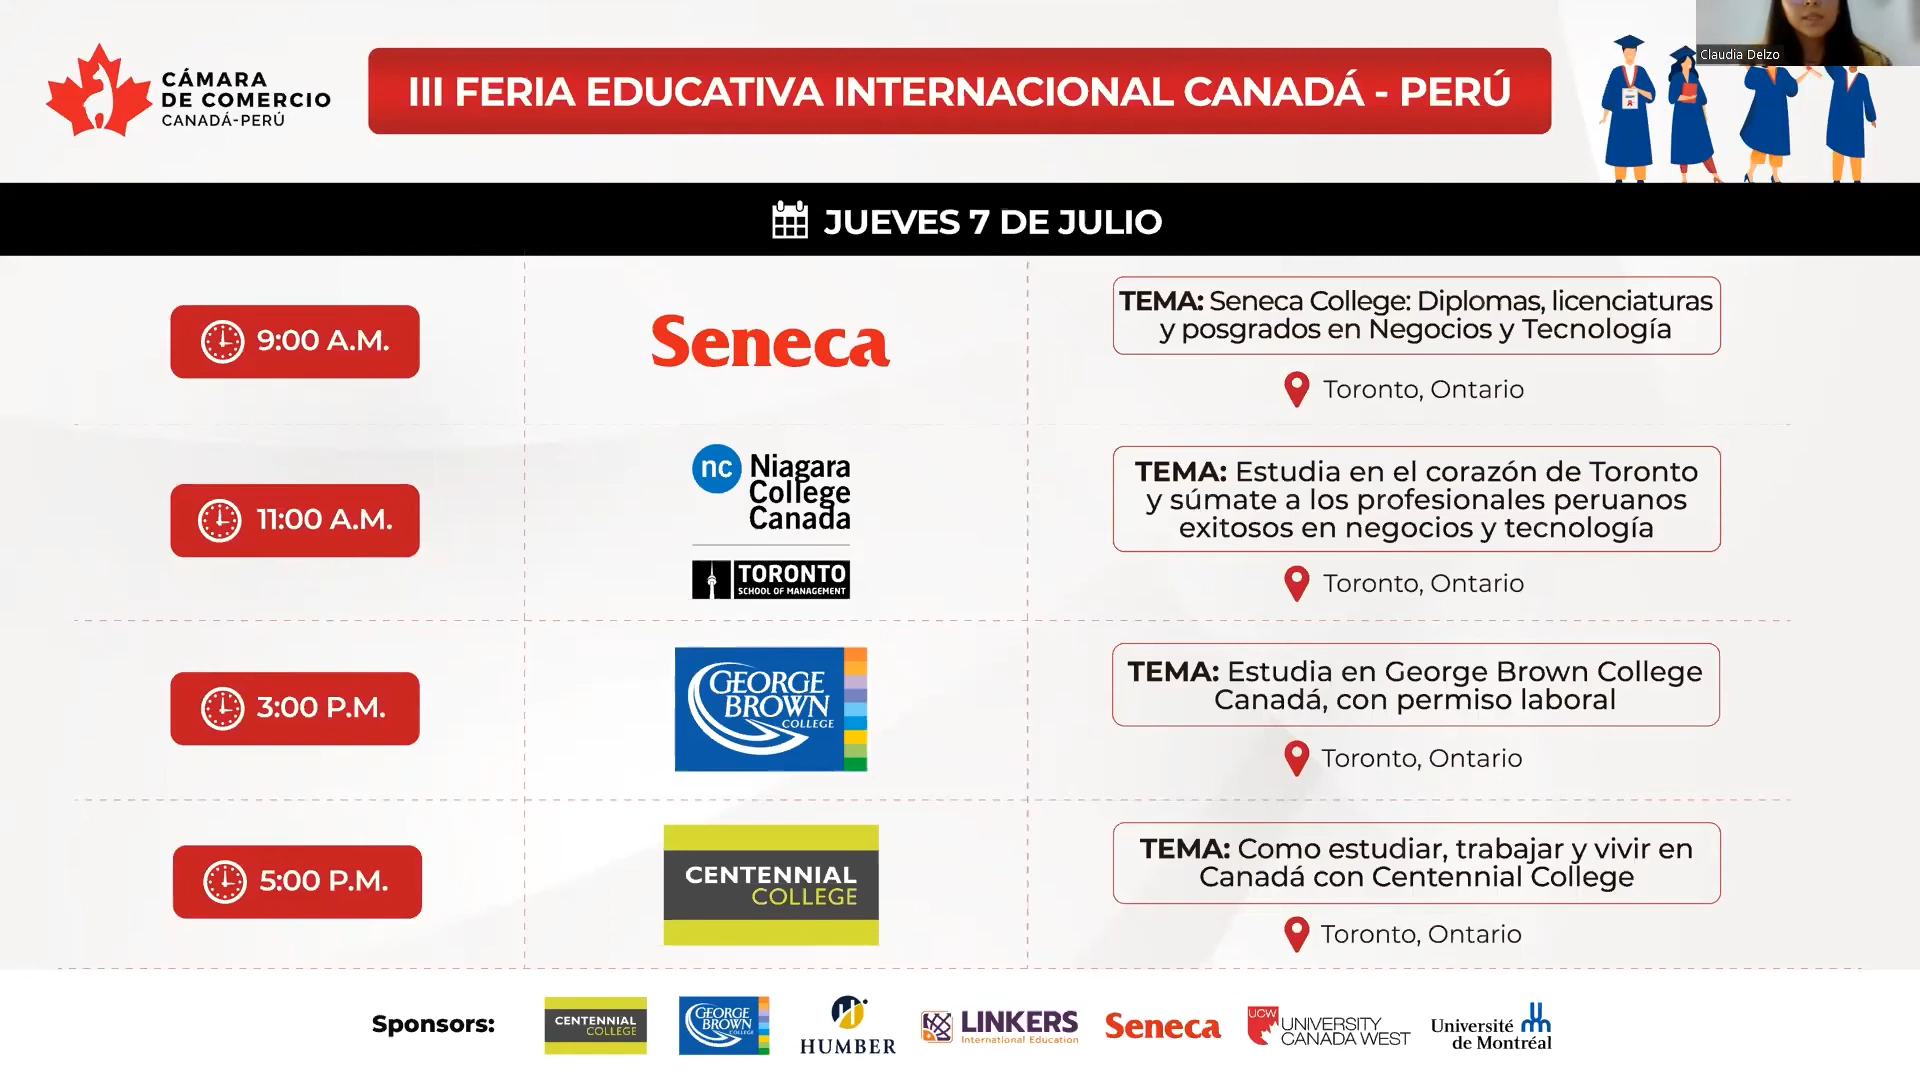 CÁMARA
DE COMERCIO
CANADÁ-PERÚ
III FERIA EDUCATIVA INTERNACIONAL CANADÁ - PERÚ
Claudia Delzo
JUEVES 7 DE JULIO
9:00 A.M.
Seneca
TEMA: Seneca College: Diplomas, licenciaturas
y posgrados en Negocios y Tecnología
Toronto, Ontario
11:00 A.M.
nc Niagara
College
Canada
TORONTO
SCHOOL OF MANAGEMENT
TEMA: Estudia en el corazón de Toronto
y súmate a los profesionales peruanos
exitosos en negocios y tecnología
Toronto, Ontario
3:00 P.M.
GEORGE
BROWN
COLLEGE
TEMA: Estudia en George Brown College
Canadá, con permiso laboral
Toronto, Ontario
5:00 P.M.
CENTENNIAL
COLLEGE
TEMA: Como estudiar, trabajar y vivir en
Canadá con Centennial College
Toronto, Ontario
Sponsors:
CENTENNIAL
COLLEGE
GEORGE
BROWN
COLLEGE
H
HUMBER
LINKERS
International Education
Seneca
UCW
UNIVERSITY
CANADA WEST
Université
de Montréal